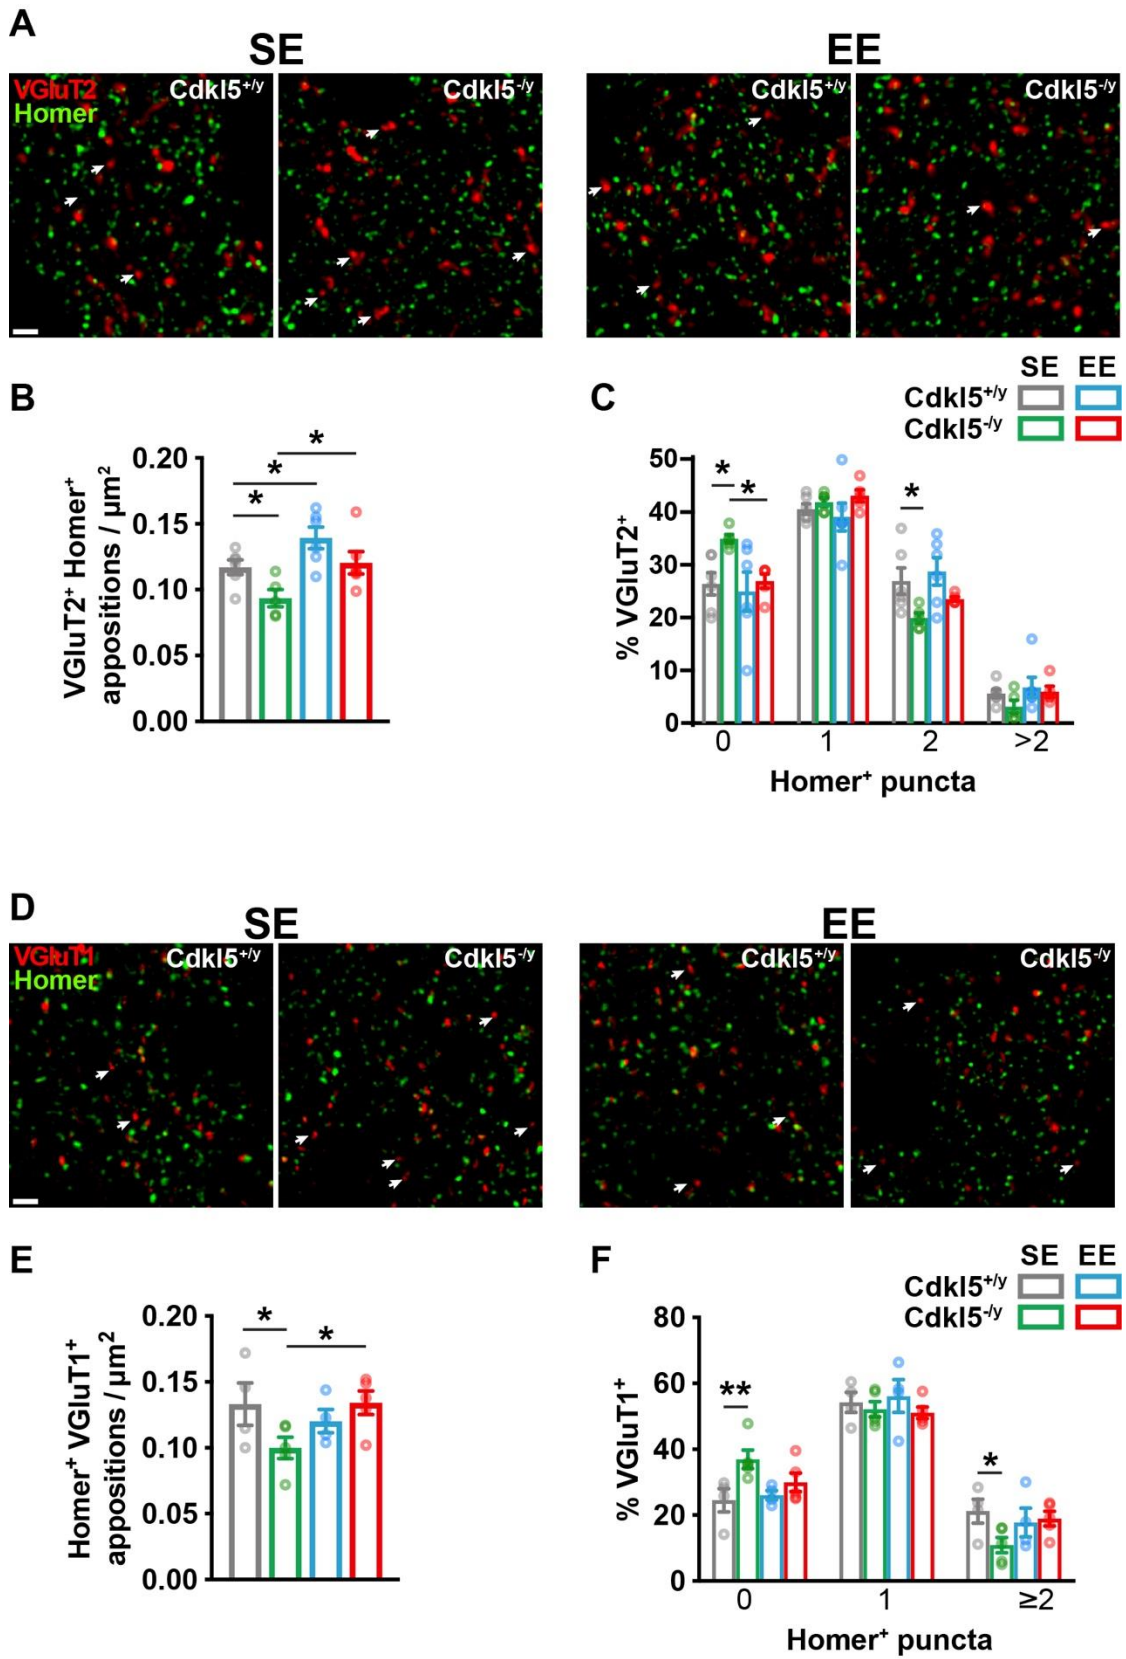 A
SE EE
VGluT2 Cdkl5+/y Cdkl5-/y Cdkl5+/y Cdkl5-/y
Homer
SE EE
Cdkl5+/y
Cdkl5-/y
B
VGluT2+ Homer+
appositions / µm2
0.20
0.15
0.10
0.05
0.00
* * *
C
% VGluT2+
50
40
30
20
10
0
* * *
0 1 2 >2
Homer+ puncta
D
SE EE
VGluT1 Cdkl5+/y Cdkl5-/y Cdkl5+/y Cdkl5-/y
Homer
E
Homer+ VGluT1+
appositions / µm2
0.20
0.15
0.10
0.05
0.00
* *
F
SE EE
Cdkl5+/y
Cdkl5-/y
% VGluT1+
80
60
40
20
0
** *
0 1 ≥2
Homer+ puncta